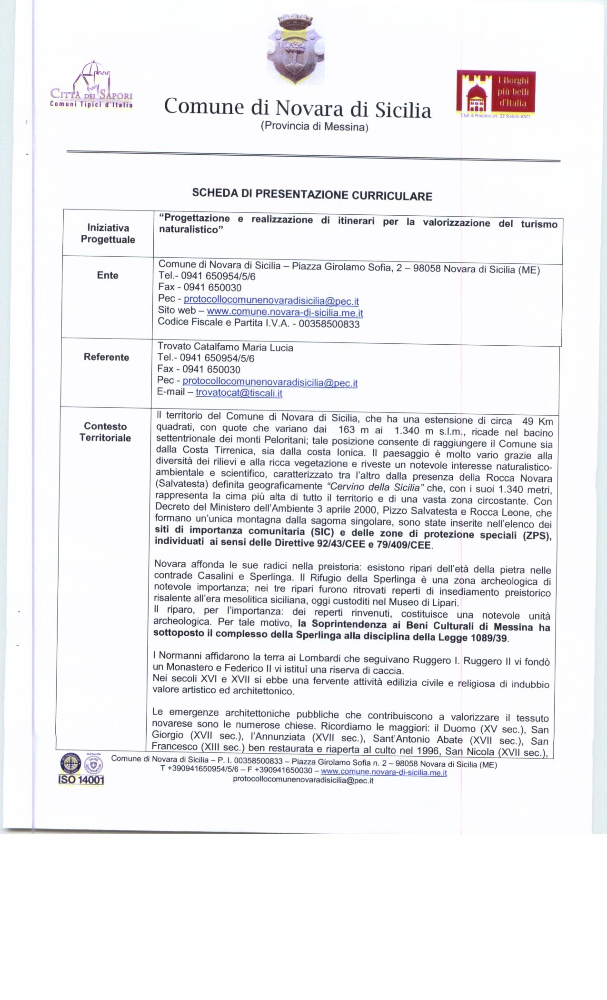 CITTÀ DEI SAPORI
Comuni Tipici d'Italia
I Borghi
più belli
d'Italia
Club di Prodotto art. 23 Statuto ANCI
Comune di Novara di Sicilia
(Provincia di Messina)
SCHEDA DI PRESENTAZIONE CURRICULARE
Iniziativa
Progettuale
“Progettazione e realizzazione di itinerari per la valorizzazione del turismo
naturalistico”
Ente
Comune di Novara di Sicilia – Piazza Girolamo Sofia, 2 – 98058 Novara di Sicilia (ME)
Tel.- 0941 650954/5/6
Fax - 0941 650030
Pec - protocollocomunenovaradisicilia@pec.it
Sito web – www.comune.novara-di-sicilia.me.it
Codice Fiscale e Partita I.V.A. - 00358500833
Referente
Trovato Catalfamo Maria Lucia
Tel.- 0941 650954/5/6
Fax - 0941 650030
Pec - protocollocomunenovaradisicilia@pec.it
E-mail – trovatocat@tiscali.it
Contesto
Territoriale
Il territorio del Comune di Novara di Sicilia, che ha una estensione di circa 49 Km
quadrati, con quote che variano dai 163 m ai 1.340 m s.l.m., ricade nel bacino
settentrionale dei monti Peloritani; tale posizione consente di raggiungere il Comune sia
dalla Costa Tirrenica, sia dalla costa Ionica. Il paesaggio è molto vario grazie alla
diversità dei rilievi e alla ricca vegetazione e riveste un notevole interesse naturalistico-
ambientale e scientifico, caratterizzato tra l’altro dalla presenza della Rocca Novara
(Salvatesta) definita geograficamente “Cervino della Sicilia” che, con i suoi 1.340 metri,
rappresenta la cima più alta di tutto il territorio e di una vasta zona circostante. Con
Decreto del Ministero dell’Ambiente 3 aprile 2000, Pizzo Salvatesta e Rocca Leone, che
formano un’unica montagna dalla sagoma singolare, sono state inserite nell’elenco dei
siti di importanza comunitaria (SIC) e delle zone di protezione speciali (ZPS),
individuati ai sensi delle Direttive 92/43/CEE e 79/409/CEE.
Novara affonda le sue radici nella preistoria: esistono ripari dell’età della pietra nelle
contrade Casalini e Sperlinga. Il Rifugio della Sperlinga è una zona archeologica di
notevole importanza; nei tre ripari furono ritrovati reperti di insediamento preistorico
risalente all’era mesolitica siciliana, oggi custoditi nel Museo di Lipari.
Il riparo, per l’importanza: dei reperti rinvenuti, costituisce una notevole unità
archeologica. Per tale motivo, la Soprintendenza ai Beni Culturali di Messina ha
sottoposto il complesso della Sperlinga alla disciplina della Legge 1089/39.
I Normanni affidarono la terra ai Lombardi che seguivano Ruggero I. Ruggero II vi fondò
un Monastero e Federico II vi istituì una riserva di caccia.
Nei secoli XVI e XVII si ebbe una fervente attività edilizia civile e religiosa di indubbio
valore artistico ed architettonico.
Le emergenze architettoniche pubbliche che contribuiscono a valorizzare il tessuto
novarese sono le numerose chiese. Ricordiamo le maggiori: il Duomo (XV sec.), San
Giorgio (XVII sec.), l’Annunziata (XVII sec.), Sant’Antonio Abate (XVII sec.), San
Francesco (XIII sec.) ben restaurata e riaperta al culto nel 1996, San Nicola (XVII sec.),
SWISS
CERTIFICATION
ISO 14001
Comune di Novara di Sicilia – P. I. 00358500833 – Piazza Girolamo Sofia n. 2 – 98058 Novara di Sicilia (ME)
T +390941650954/5/6 – F +390941650030 – www.comune.novara-di-sicilia.me.it
protocollocomunenovaradisicilia@pec.it